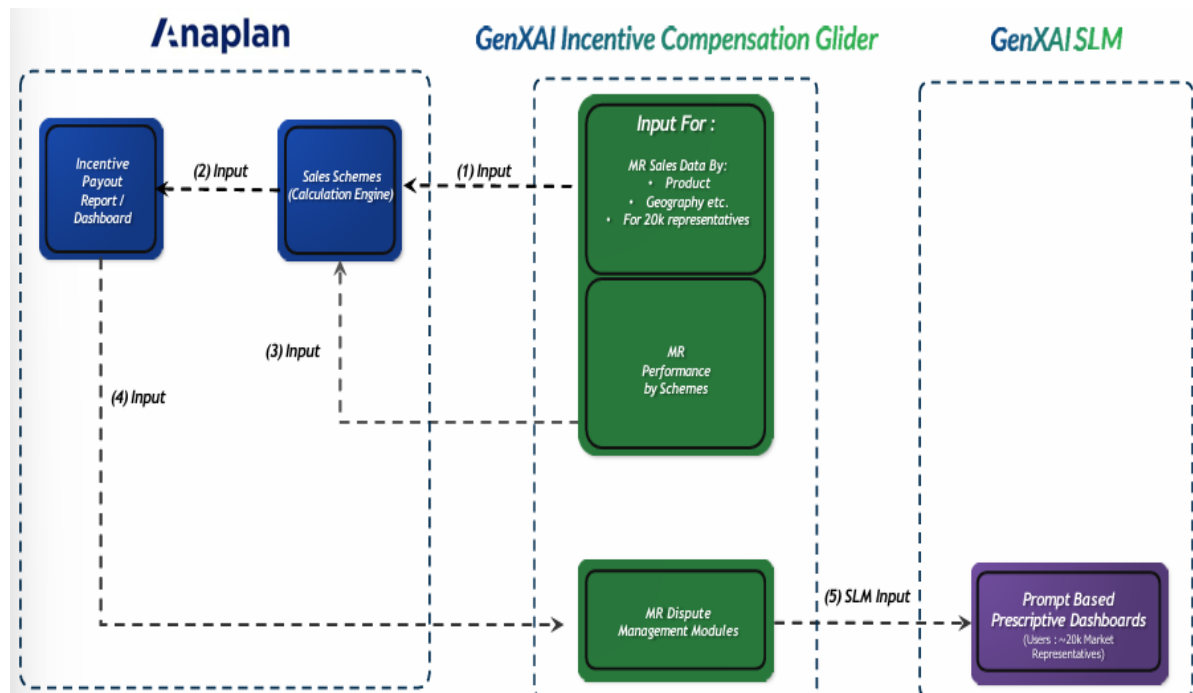 Anaplan
GenXAI Incentive Compensation Glider
GenXAI SLM
Incentive
Payout
Report /
Dashboard
(2) Input
Sales Schemes
(Calculation Engine)
(1) Input
Input For :
MR Sales Data By:
• Product
• Geography etc.
• For 20k representatives
(3) Input
MR
Performance
by Schemes
(4) Input
MR Dispute
Management Modules
(5) SLM Input
Prompt Based
Prescriptive Dashboards
(Users : ~20k Market
Representatives)